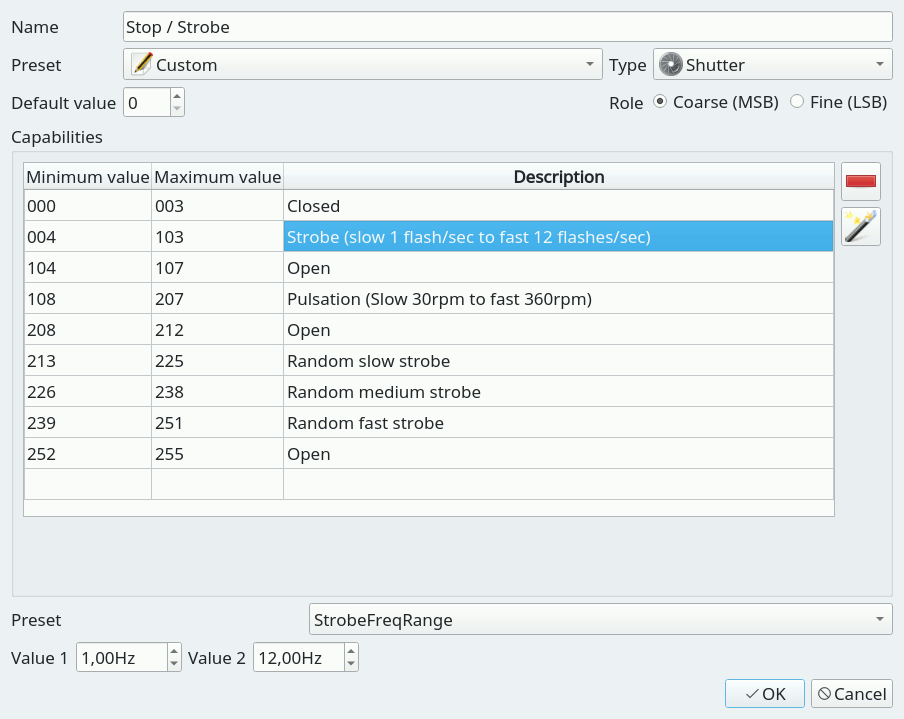 Name Stop / Strobe
Preset Custom Type Shutter
Default value 0 Role Coarse (MSB) Fine (LSB)
Capabilities
Minimum value Maximum value Description
000 003 Closed
004 103 Strobe (slow 1 flash/sec to fast 12 flashes/sec)
104 107 Open
108 207 Pulsation (Slow 30rpm to fast 360rpm)
208 212 Open
213 225 Random slow strobe
226 238 Random medium strobe
239 251 Random fast strobe
252 255 Open
Preset StrobeFreqRange
Value 1 1,00Hz Value 2 12,00Hz
OK Cancel